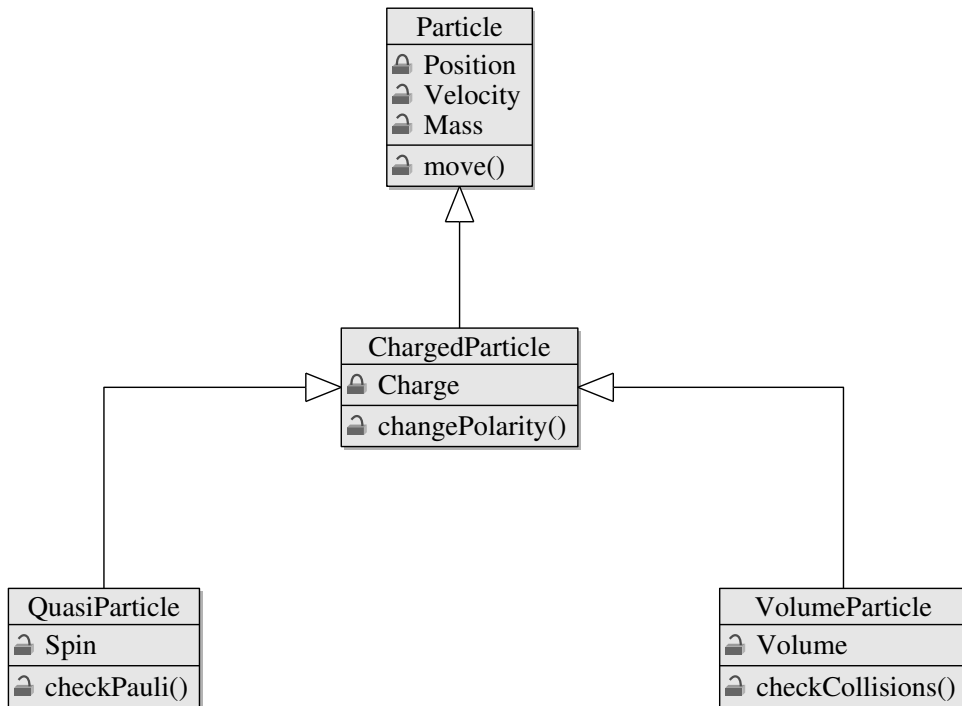 Particle
Position
Velocity
Mass
move()
ChargedParticle
Charge
changePolarity()
QuasiParticle
Spin
checkPauli()
VolumeParticle
Volume
checkCollisions()